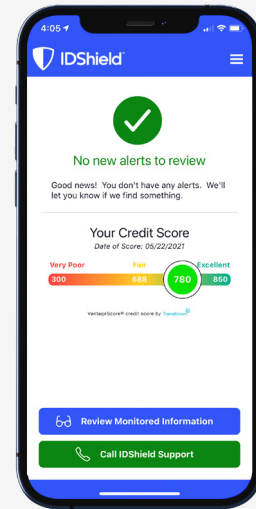 4:05
IDShield
No new alerts to review
Good news! You don't have any alerts. We'll
let you know if we find something.
Your Credit Score
Date of Score: 05/22/2021
Very Poor Fair Excellent
300 688 780 850
VantageScore® credit score by TransUnion®
Review Monitored Information
Call IDShield Support